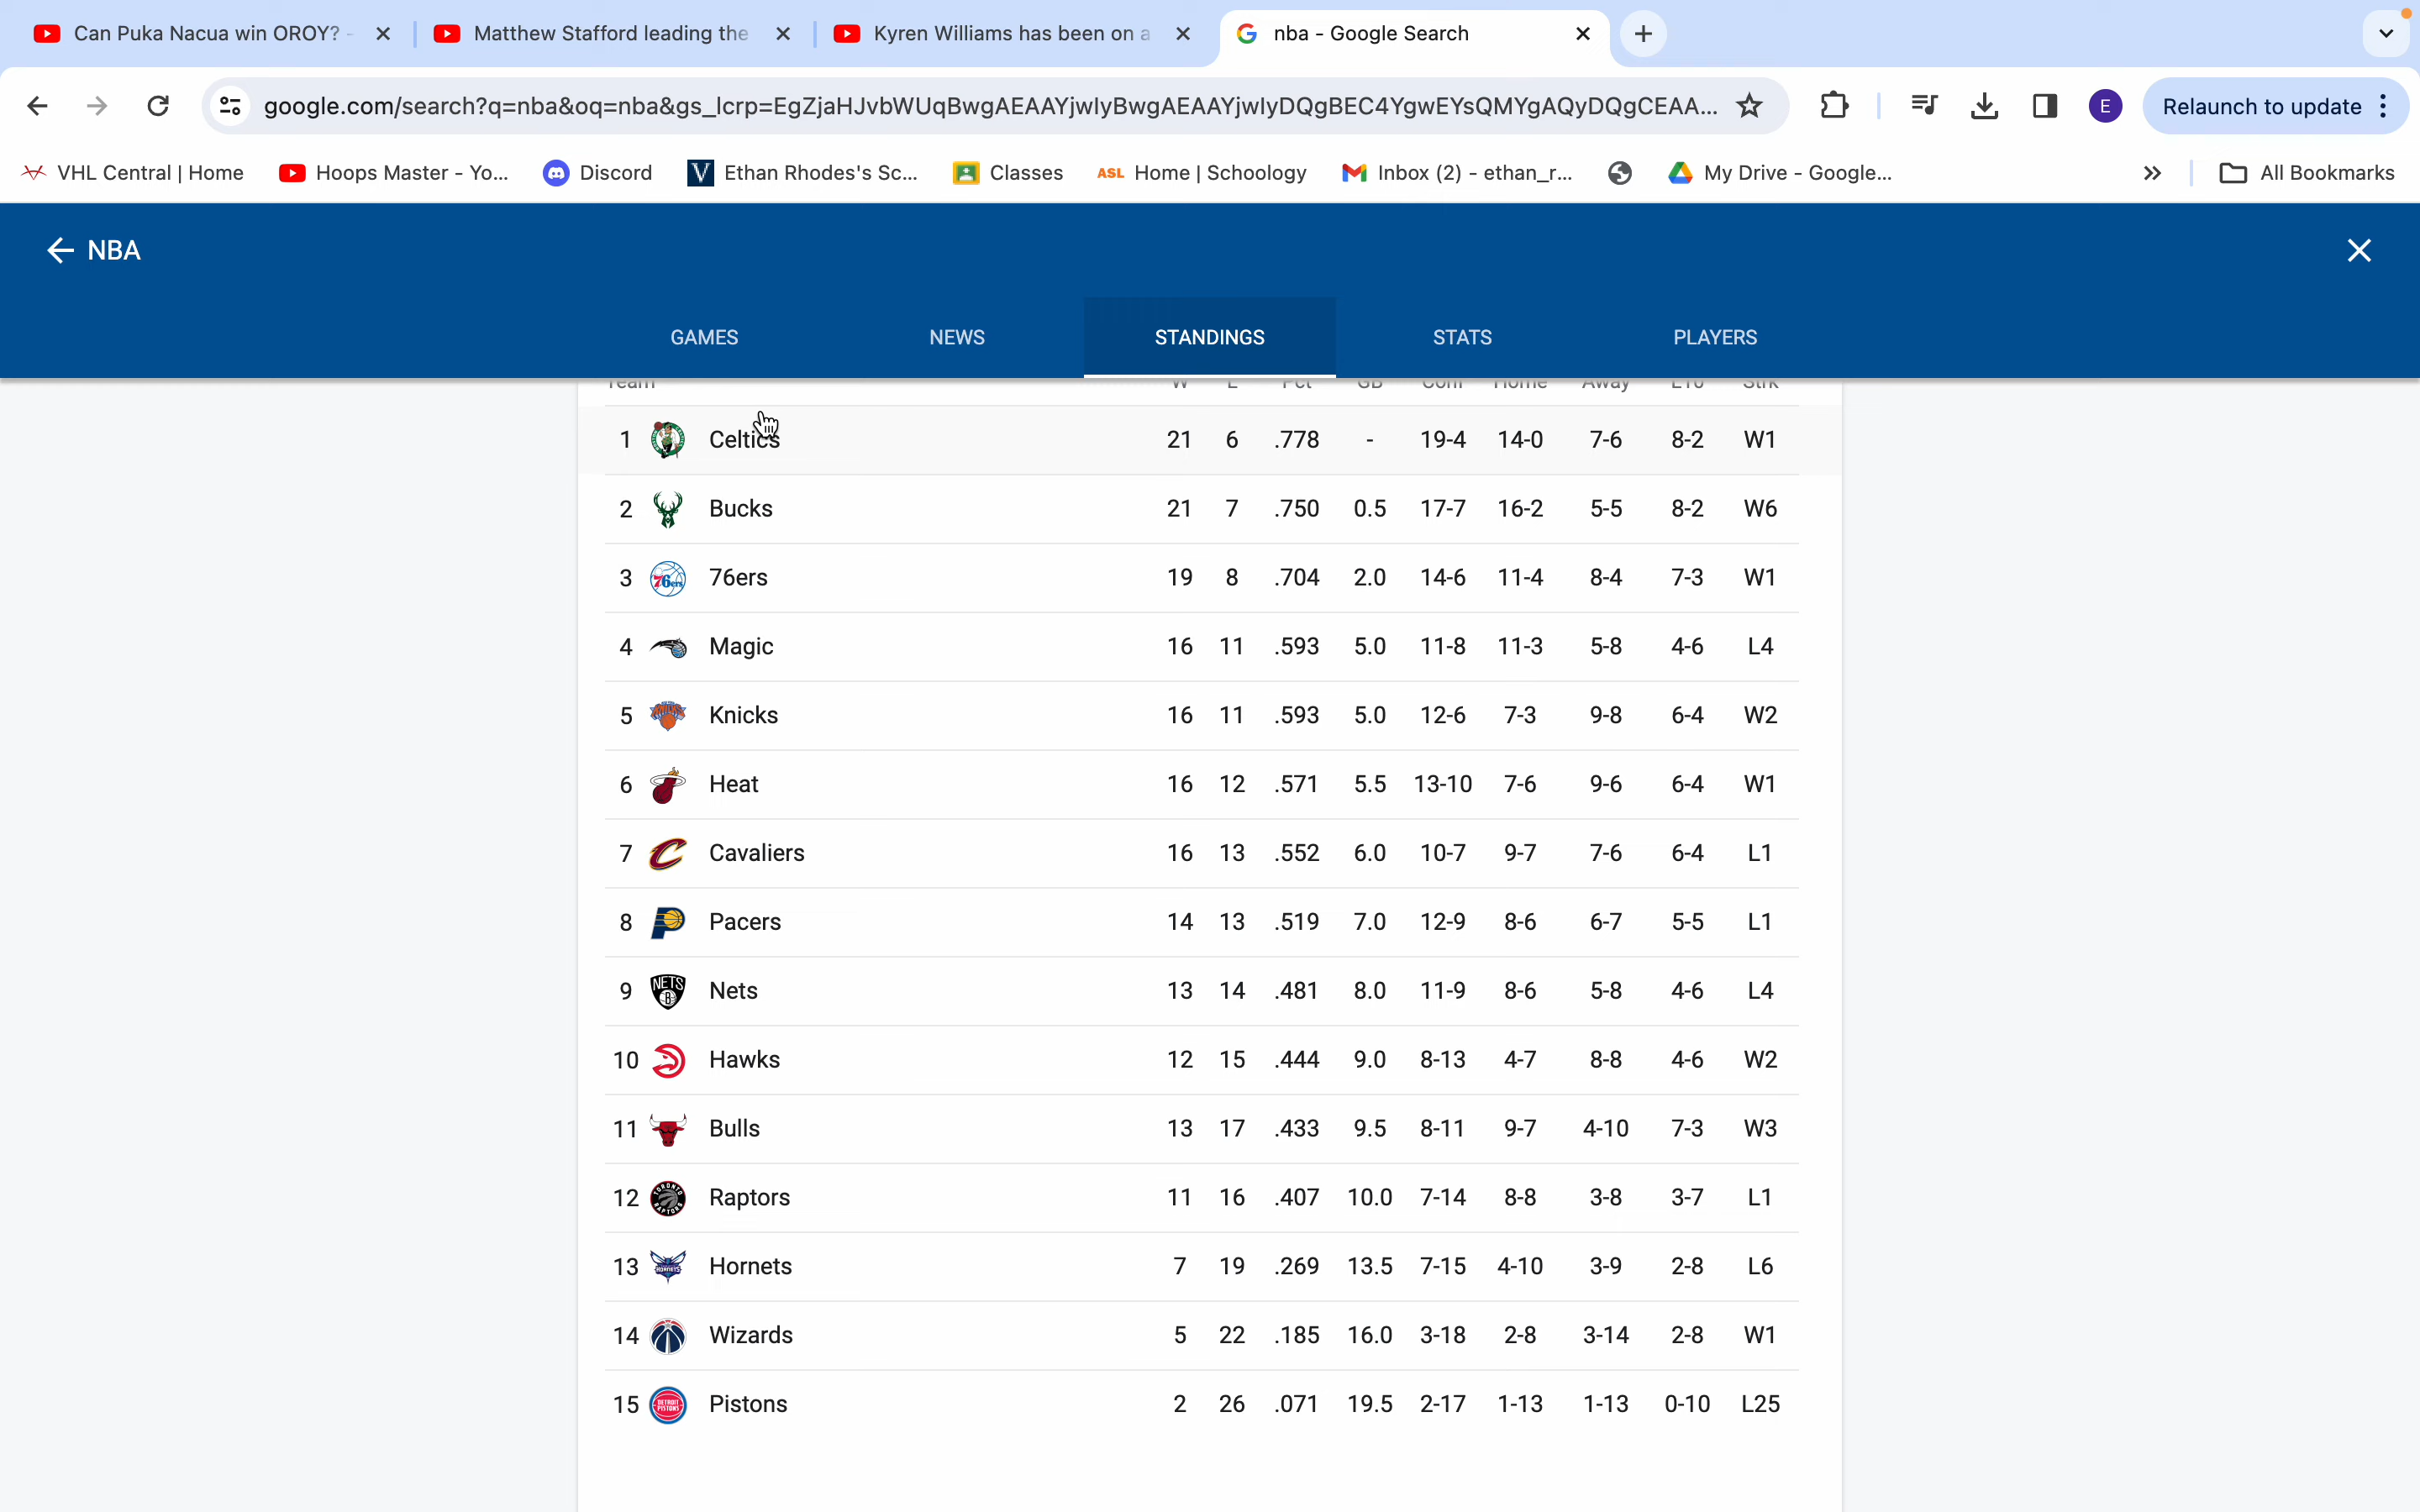 Can Puka Nacua win OROY? - Matthew Stafford leading the Kyren Williams has been on a nba - Google Search
google.com/search?q=nba&oq=nba&gs_lcrp=EgZjaHJvbWUqBwgAEAAYjwIyBwgAEAAYjwIyDQgBEC4YgwEYsQMYgAQyDQgCEAA... E Relaunch to update
VHL Central | Home Hoops Master - Yo... Discord Ethan Rhodes's Sc... Classes ASL Home | Schoology Inbox (2) - ethan_r... My Drive - Google... All Bookmarks
NBA
GAMES NEWS STANDINGS STATS PLAYERS
Team W L Pct GB Conf Home Away L10 Strk
1 Celtics 21 6 .778 - 19-4 14-0 7-6 8-2 W1
2 Bucks 21 7 .750 0.5 17-7 16-2 5-5 8-2 W6
3 76ers 19 8 .704 2.0 14-6 11-4 8-4 7-3 W1
4 Magic 16 11 .593 5.0 11-8 11-3 5-8 4-6 L4
5 Knicks 16 11 .593 5.0 12-6 7-3 9-8 6-4 W2
6 Heat 16 12 .571 5.5 13-10 7-6 9-6 6-4 W1
7 Cavaliers 16 13 .552 6.0 10-7 9-7 7-6 6-4 L1
8 Pacers 14 13 .519 7.0 12-9 8-6 6-7 5-5 L1
9 Nets 13 14 .481 8.0 11-9 8-6 5-8 4-6 L4
10 Hawks 12 15 .444 9.0 8-13 4-7 8-8 4-6 W2
11 Bulls 13 17 .433 9.5 8-11 9-7 4-10 7-3 W3
12 Raptors 11 16 .407 10.0 7-14 8-8 3-8 3-7 L1
13 Hornets 7 19 .269 13.5 7-15 4-10 3-9 2-8 L6
14 Wizards 5 22 .185 16.0 3-18 2-8 3-14 2-8 W1
15 Pistons 2 26 .071 19.5 2-17 1-13 1-13 0-10 L25